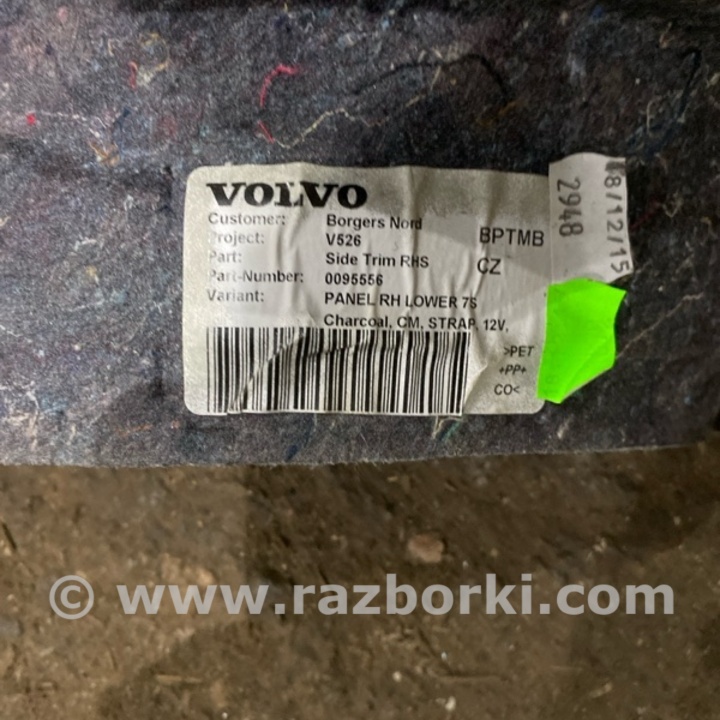 VOLVO
Customer: Borgers Nord
Project: V526 BPTMB
Part: Side Trim RHS CZ
Part-Number: 0095556
Variant: PANEL RH LOWER 7S
Charcoal, CM, STRAP, 12V,
>PET
+PP+
CO<
18/12/15
2948
© www.razborki.com